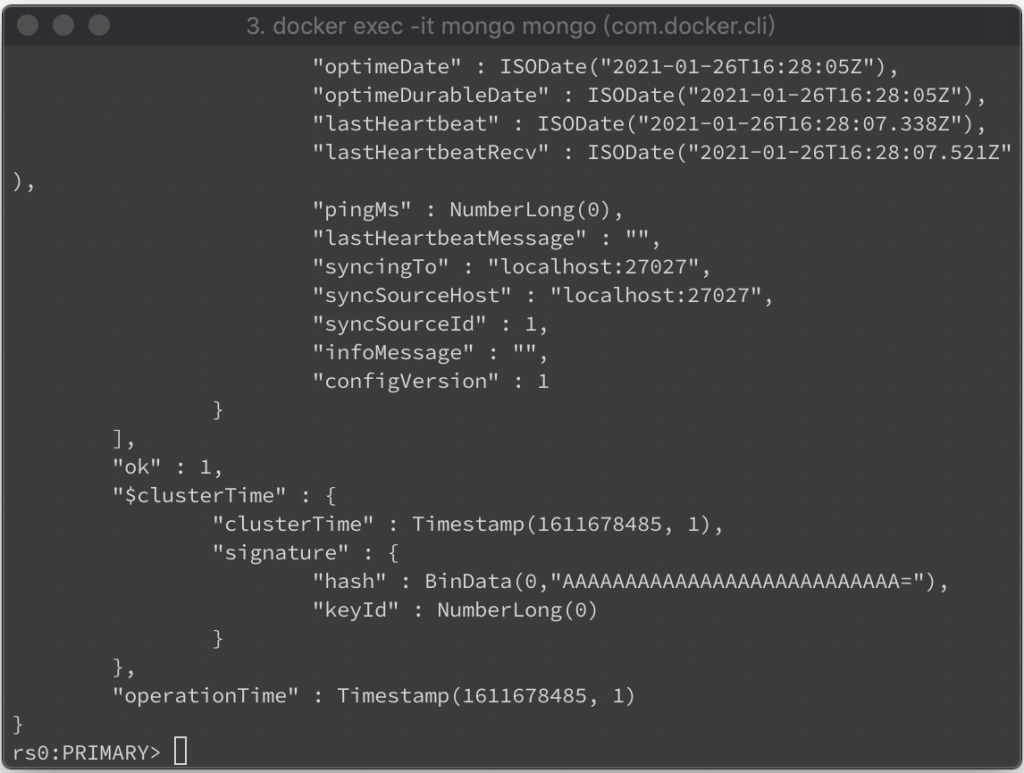 3. docker exec -it mongo mongo (com.docker.cli)
"optimeDate" : ISODate("2021-01-26T16:28:05Z"),
"optimeDurableDate" : ISODate("2021-01-26T16:28:05Z"),
"lastHeartbeat" : ISODate("2021-01-26T16:28:07.338Z"),
"lastHeartbeatRecv" : ISODate("2021-01-26T16:28:07.521Z"
),
"pingMs" : NumberLong(0),
"lastHeartbeatMessage" : "",
"syncingTo" : "localhost:27027",
"syncSourceHost" : "localhost:27027",
"syncSourceId" : 1,
"infoMessage" : "",
"configVersion" : 1
}
],
"ok" : 1,
"$clusterTime" : {
"clusterTime" : Timestamp(1611678485, 1),
"signature" : {
"hash" : BinData(0,"AAAAAAAAAAAAAAAAAAAAAAAAAAA="),
"keyId" : NumberLong(0)
}
},
"operationTime" : Timestamp(1611678485, 1)
}
rs0:PRIMARY>